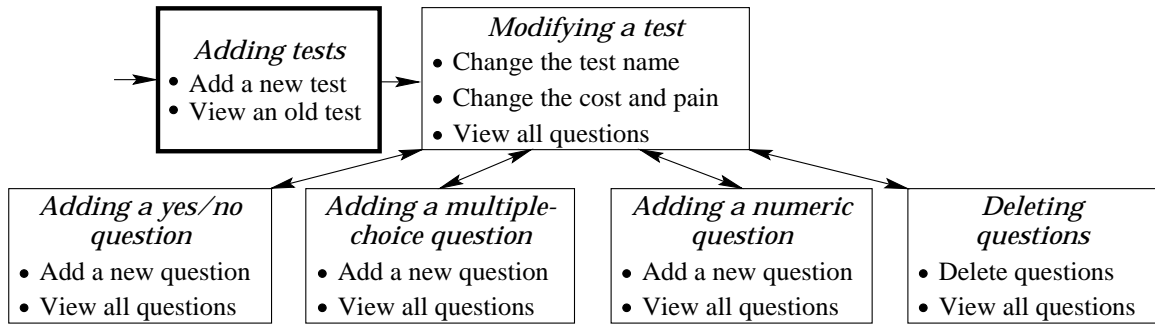 Adding tests
• Add a new test
• View an old test
Modifying a test
• Change the test name
• Change the cost and pain
• View all questions
Adding a yes/no
question
• Add a new question
• View all questions
Adding a multiple-
choice question
• Add a new question
• View all questions
Adding a numeric
question
• Add a new question
• View all questions
Deleting
questions
• Delete questions
• View all questions